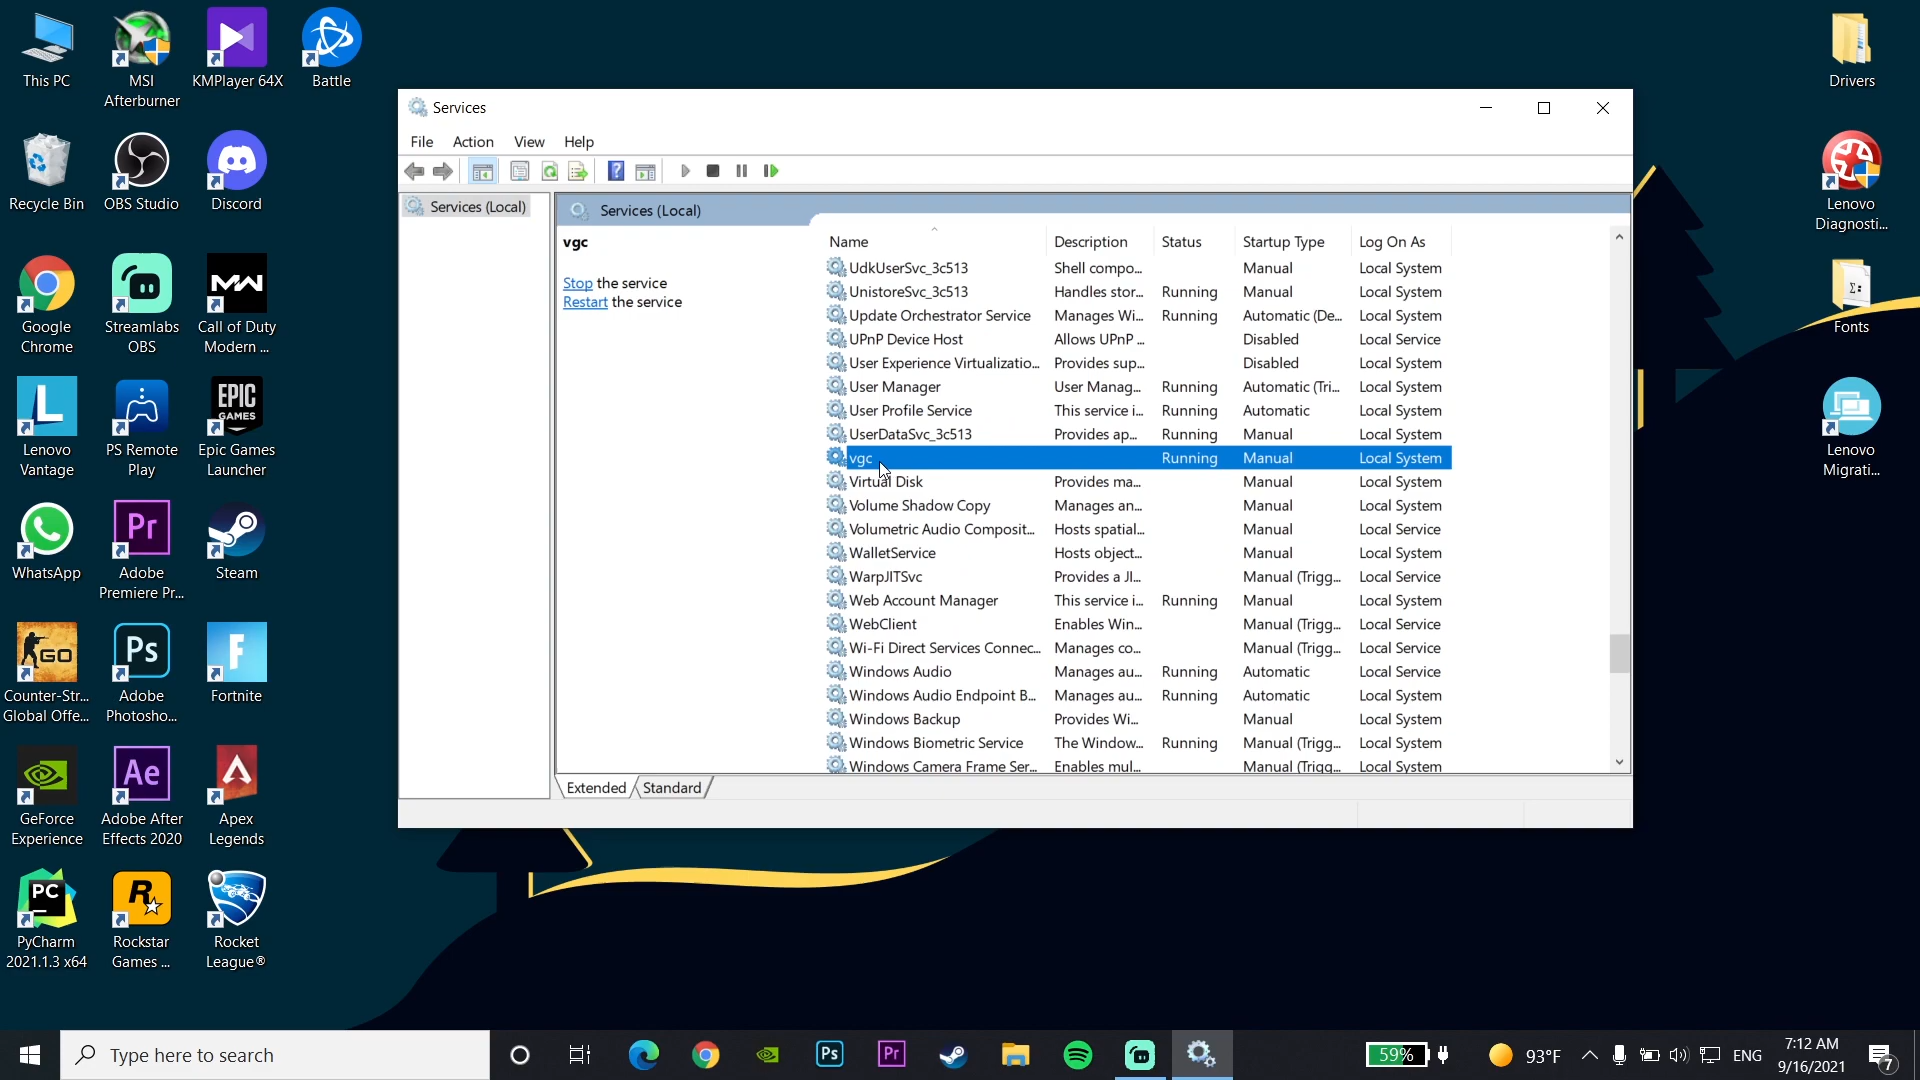 This PC
MSI
Afterburner
KMPlayer 64X
Battle
Recycle Bin
OBS Studio
Discord
Google
Chrome
Streamlabs
OBS
Call of Duty
Modern ...
Lenovo
Vantage
PS Remote
Play
EPIC
GAMES
Epic Games
Launcher
WhatsApp
Pr
Adobe
Premiere Pr...
Steam
GO
Counter-Str...
Global Offe...
Ps
Adobe
Photosho...
Fortnite
GeForce
Experience
Ae
Adobe After
Effects 2020
Apex
Legends
PC
PyCharm
2021.1.3 x64
Rockstar
Games ...
Rocket
League®
Drivers
Lenovo
Diagnosti...
Fonts
Lenovo
Migrati...
Services
File Action View Help
Services (Local)
Services (Local)
vgc
Stop the service
Restart the service
Name Description Status Startup Type Log On As
UdkUserSvc_3c513 Shell compo... Manual Local System
UnistoreSvc_3c513 Handles stor... Running Manual Local System
Update Orchestrator Service Manages Wi... Running Automatic (De... Local System
UPnP Device Host Allows UPnP ... Disabled Local Service
User Experience Virtualizatio... Provides sup... Disabled Local System
User Manager User Manag... Running Automatic (Tri... Local System
User Profile Service This service i... Running Automatic Local System
UserDataSvc_3c513 Provides ap... Running Manual Local System
vgc Running Manual Local System
Virtual Disk Provides ma... Manual Local System
Volume Shadow Copy Manages an... Manual Local System
Volumetric Audio Composit... Hosts spatial... Manual Local Service
WalletService Hosts object... Manual Local System
WarpJITSvc Provides a JI... Manual (Trigg... Local Service
Web Account Manager This service i... Running Manual Local System
WebClient Enables Win... Manual (Trigg... Local Service
Wi-Fi Direct Services Connec... Manages co... Manual (Trigg... Local Service
Windows Audio Manages au... Running Automatic Local Service
Windows Audio Endpoint B... Manages au... Running Automatic Local System
Windows Backup Provides Wi... Manual Local System
Windows Biometric Service The Window... Running Manual (Trigg... Local System
Windows Camera Frame Ser... Enables mul... Manual (Trigg... Local System
Extended Standard
Type here to search
Ps
Pr
59%
93°F
ENG
7:12 AM
9/16/2021
7